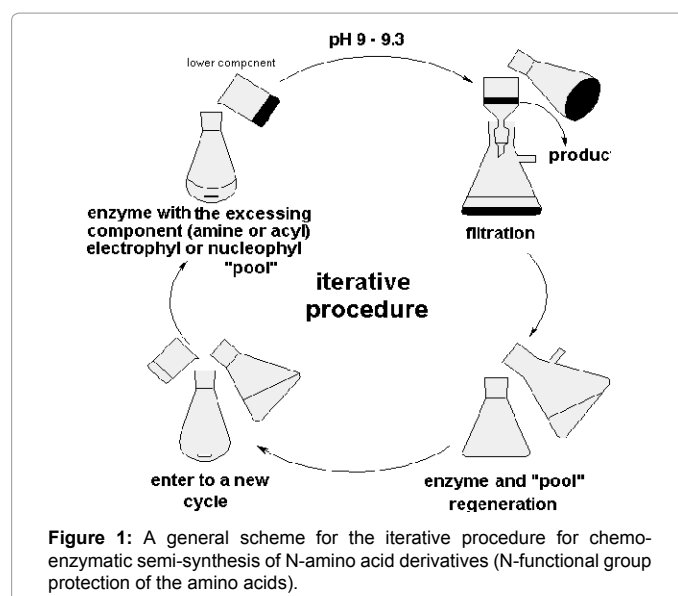 pH 9 - 9.3
lower compcnent
product
enzyme with the excessing
component (amine or acyl)
electrophyl or nucleophyl
"pool"
filtration
iterative
procedure
enter to a new
cycle
enzyme and "pool"
regeneration
Figure 1: A general scheme for the iterative procedure for chemo-
enzymatic semi-synthesis of N-amino acid derivatives (N-functional group
protection of the amino acids).